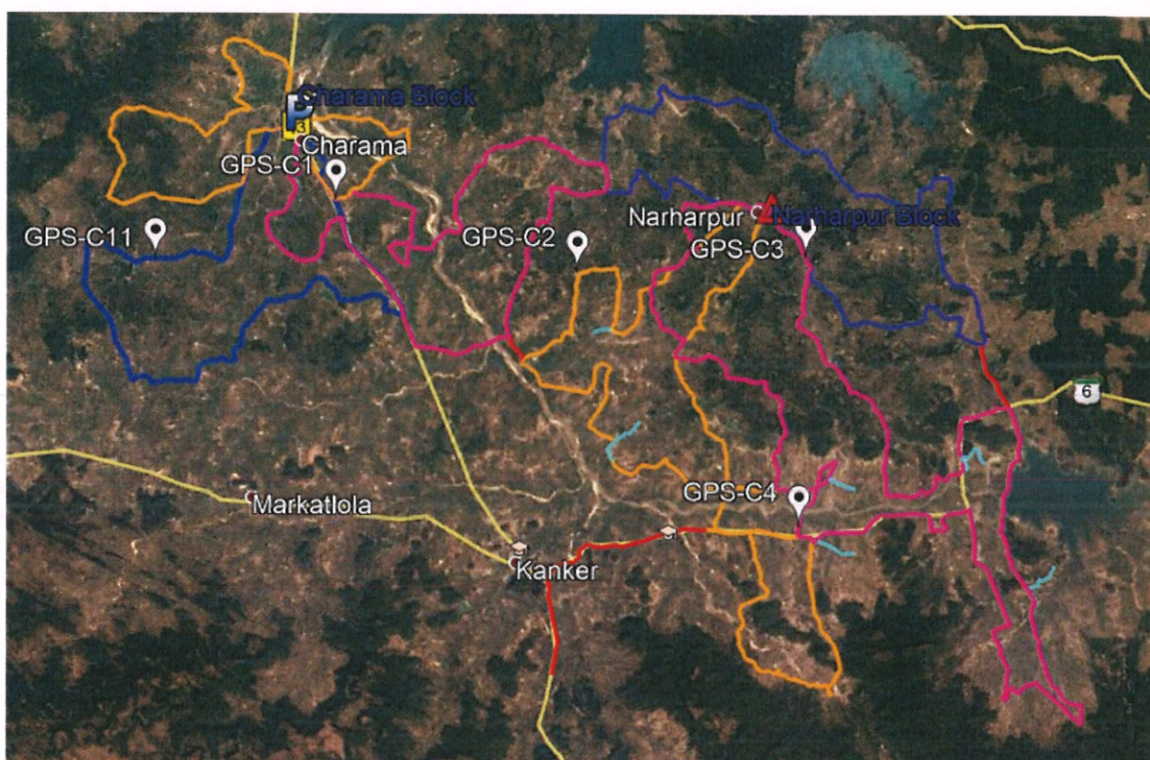 Charama Block
3
Charama
GPS-C1
GPS-C11
GPS-C2
Narharpur
Narharpur Block
GPS-C3
6
GPS-C4
Markatlola
Kanker